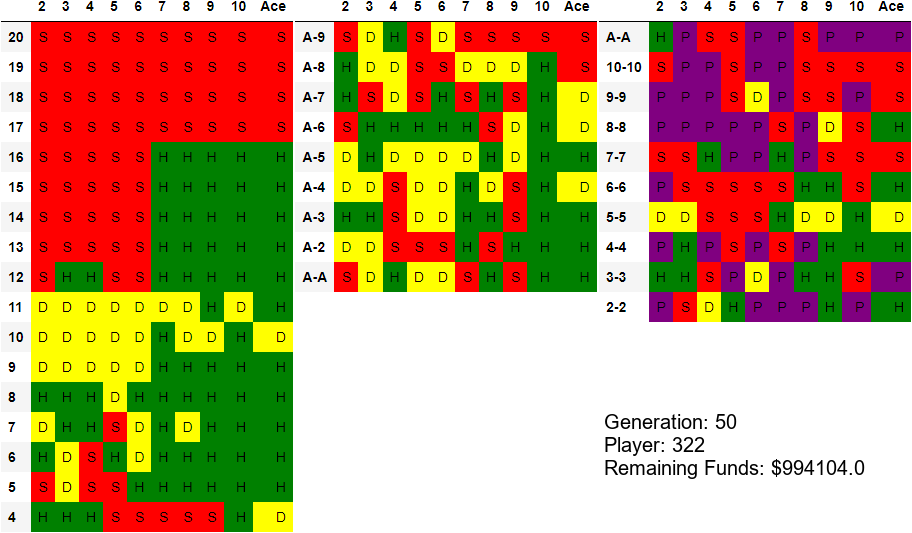 2 3 4 5 6 7 8 9 10 Ace 2 3 4 5 6 7 8 9 10 Ace 2 3 4 5 6 7 8 9 10 Ace
20 S S S S S S S S S S A-9 S D H S D S S S S S A-A H P S S P S P P P P
19 S S S S S S S S S S A-8 H D D S S D D D H S 10-10 S P P S P P S S S S
18 S S S S S S S S S S A-7 H S D S H S H S H D 9-9 P P P S D P S S P S
17 S S S S S S S S S S A-6 S H H H H H S D H D 8-8 P P P P P S P D S H
16 S S S S S H H H H H A-5 D H D D D D H D H H 7-7 S S H P P H P S S S
15 S S S S S H H H H H A-4 D D S D D H D S H D 6-6 P S S S S S H H S H
14 S S S S S H H H H H A-3 H H S D D H H S H H 5-5 D D S S S H D D H D
13 S S S S S H H H H H A-2 D D S S S H S H H H 4-4 P H P S P S P H H H
12 S H H S S H H H H H A-A S D H D D S H S H H 3-3 H H S P D P H H S P
11 D D D D D D D H D H 2-2 P S D H P P P H P H
10 D D D D D H D D H D
9 D D D D D H H H H H
8 H H H D H H H H H H
7 D H H S D H D H H H
6 H D S H D H H H H H
5 S D S S H H H H H H
4 H H H S S S S S H D
Generation: 50
Player: 322
Remaining Funds: $994104.0